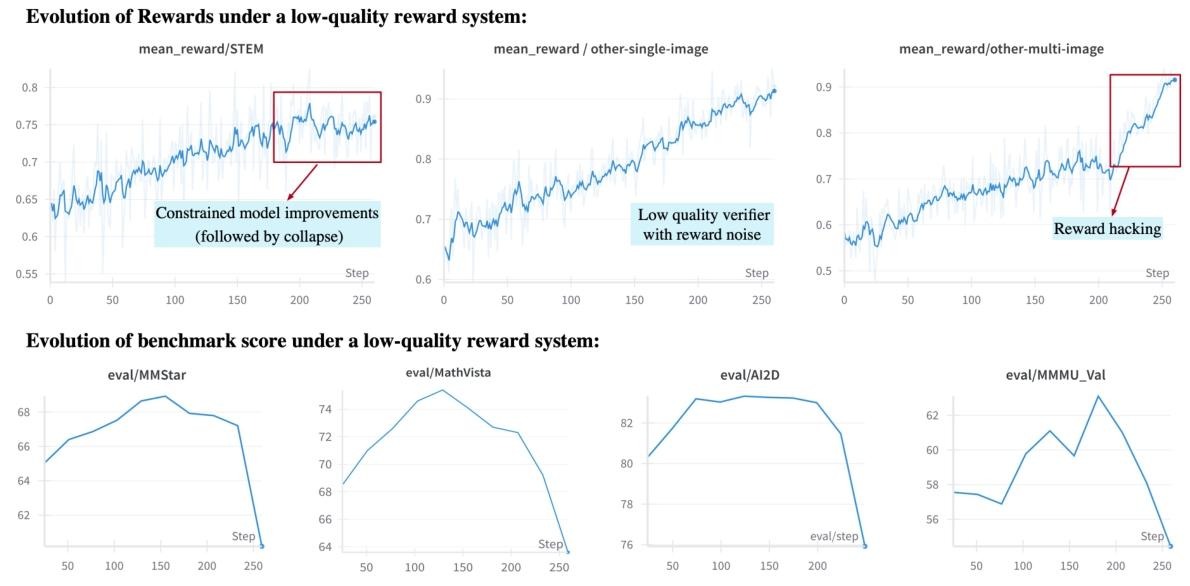 Evolution of Rewards under a low-quality reward system:
mean_reward/STEM
0.8
0.75
0.7
0.65
0.6
0.55
Constrained model improvements
(followed by collapse)
Step
0 50 100 150 200 250
mean_reward / other-single-image
0.9
0.8
0.7
0.6
Low quality verifier
with reward noise
Step
0 50 100 150 200 250
mean_reward/other-multi-image
0.9
0.8
0.7
0.6
0.5
Reward hacking
Step
0 50 100 150 200 250
Evolution of benchmark score under a low-quality reward system:
eval/MMStar
68
66
64
62
Step
50 100 150 200 250
eval/MathVista
74
72
70
68
66
64
Step
50 100 150 200 250
eval/AI2D
82
80
78
76
eval/step
50 100 150 200
eval/MMMU_Val
62
60
58
56
Step
50 100 150 200 250